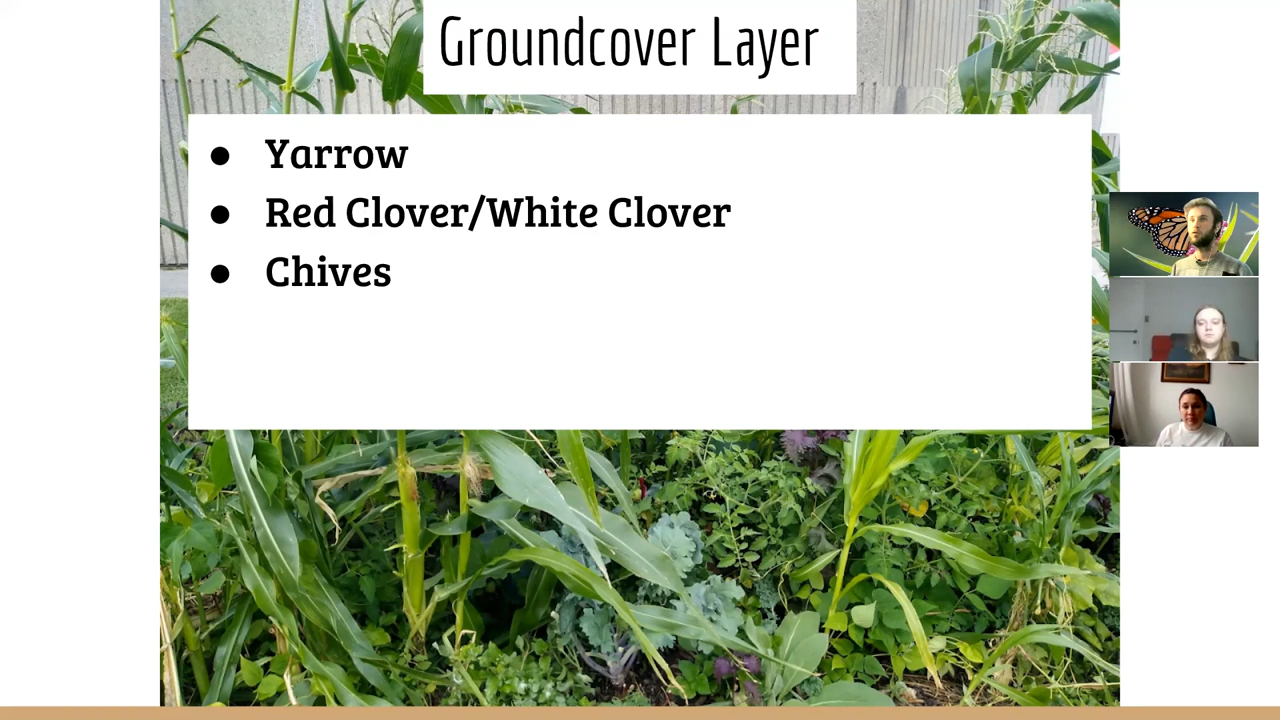 Groundcover Layer
● Yarrow
● Red Clover/White Clover
● Chives